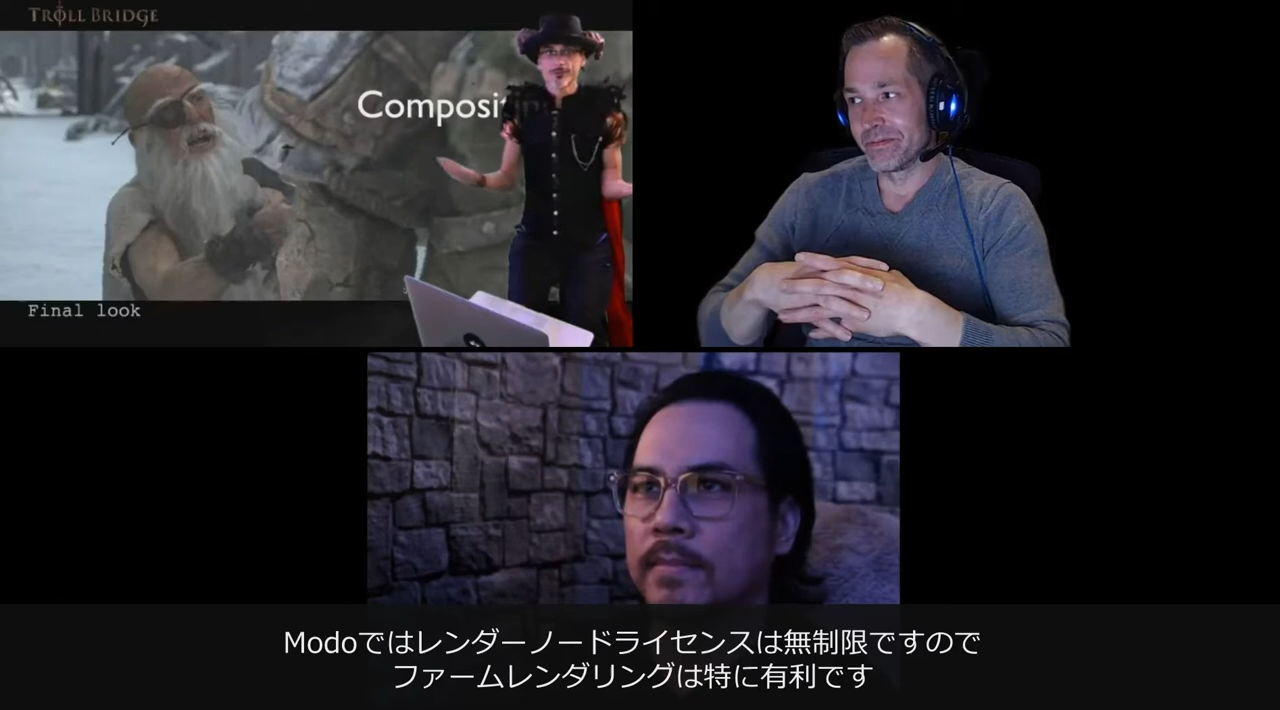 TROLL BRIDGE
Final look
Modoではレンダーノードライセンスは無制限ですので
ファームレンダリングは特に有利です